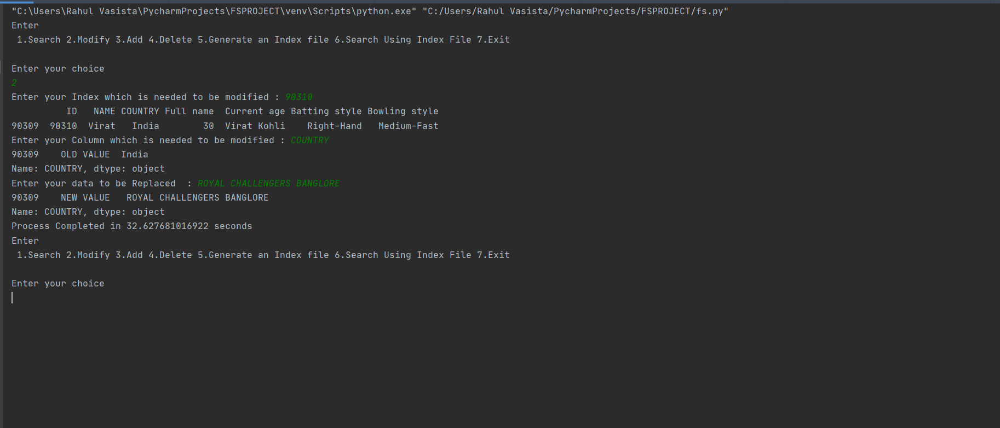 "C:\Users\Rahul Vasista\PycharmProjects\FSPROJECT\venv\Scripts\python.exe" "C:/Users/Rahul Vasista/PycharmProjects/FSPROJECT/fs.py"
Enter
 1.Search 2.Modify 3.Add 4.Delete 5.Generate an Index file 6.Search Using Index File 7.Exit
Enter your choice
2
Enter your Index which is needed to be modified : 90310
          ID   NAME COUNTRY Full name  Current age Batting style Bowling style
90309  90310  Virat   India        30  Virat Kohli    Right-Hand   Medium-Fast
Enter your Column which is needed to be modified : COUNTRY
90309    OLD VALUE  India
Name: COUNTRY, dtype: object
Enter your data to be Replaced  : ROYAL CHALLENGERS BANGLORE
90309    NEW VALUE   ROYAL CHALLENGERS BANGLORE
Name: COUNTRY, dtype: object
Process Completed in 32.627681016922 seconds
Enter
 1.Search 2.Modify 3.Add 4.Delete 5.Generate an Index file 6.Search Using Index File 7.Exit
Enter your choice